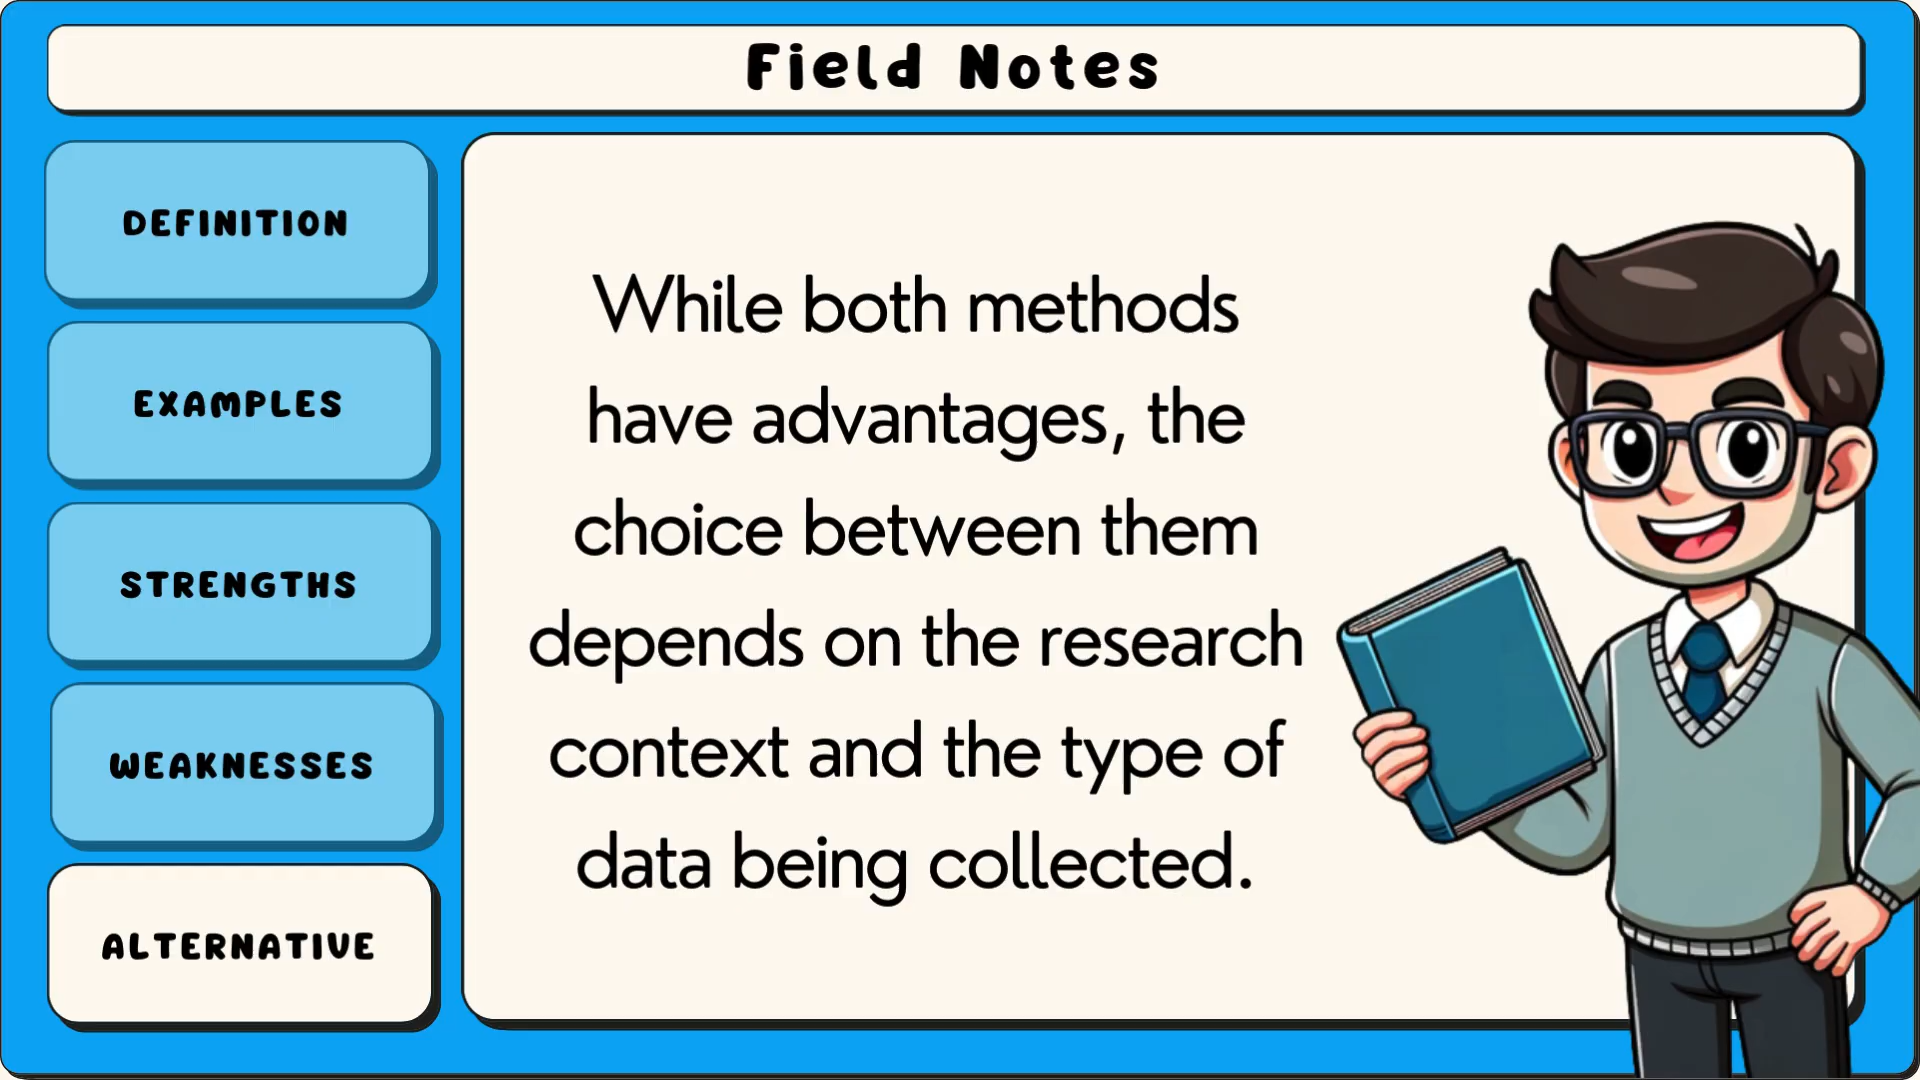 Field Notes
DEFINITION
EXAMPLES
STRENGTHS
WEAKNESSES
ALTERNATIVE
While both methods
have advantages, the
choice between them
depends on the research
context and the type of
data being collected.